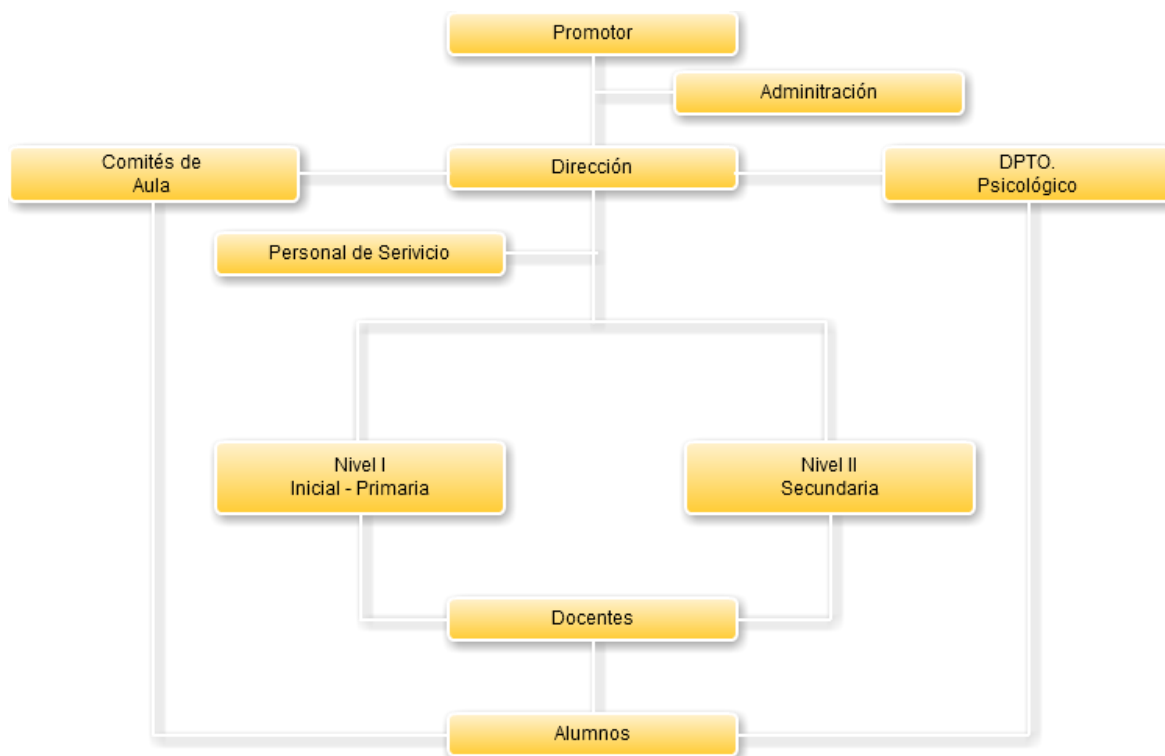 Promotor
Adminitración
Comités de
Aula
Dirección
DPTO.
Psicológico
Personal de Serivicio
Nivel I
Inicial - Primaria
Nivel II
Secundaria
Docentes
Alumnos